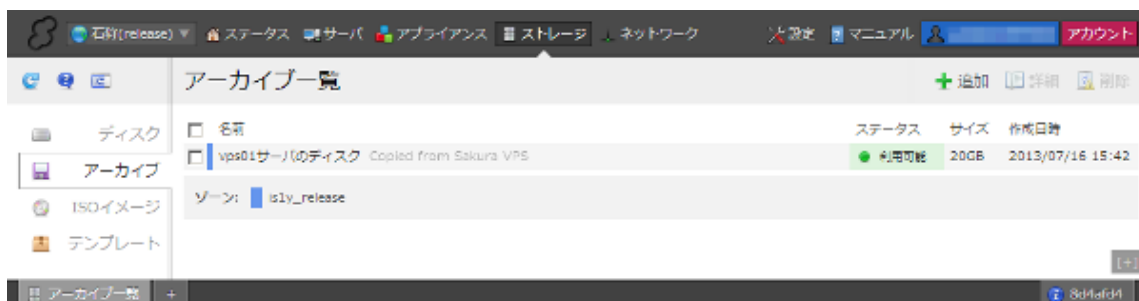 石狩(release) ▼ ステータス サーバ アプライアンス ストレージ ネットワーク 設定 マニュアル アカウント
アーカイブ一覧 追加 詳細 削除
ディスク
アーカイブ
ISOイメージ
テンプレート
名前 ステータス サイズ 作成日時
vps01サーバのディスク Copied from Sakura VPS 利用可能 20GB 2013/07/16 15:42
ゾーン: is1y_release
[+]
アーカイブ一覧 + 8d4afd4